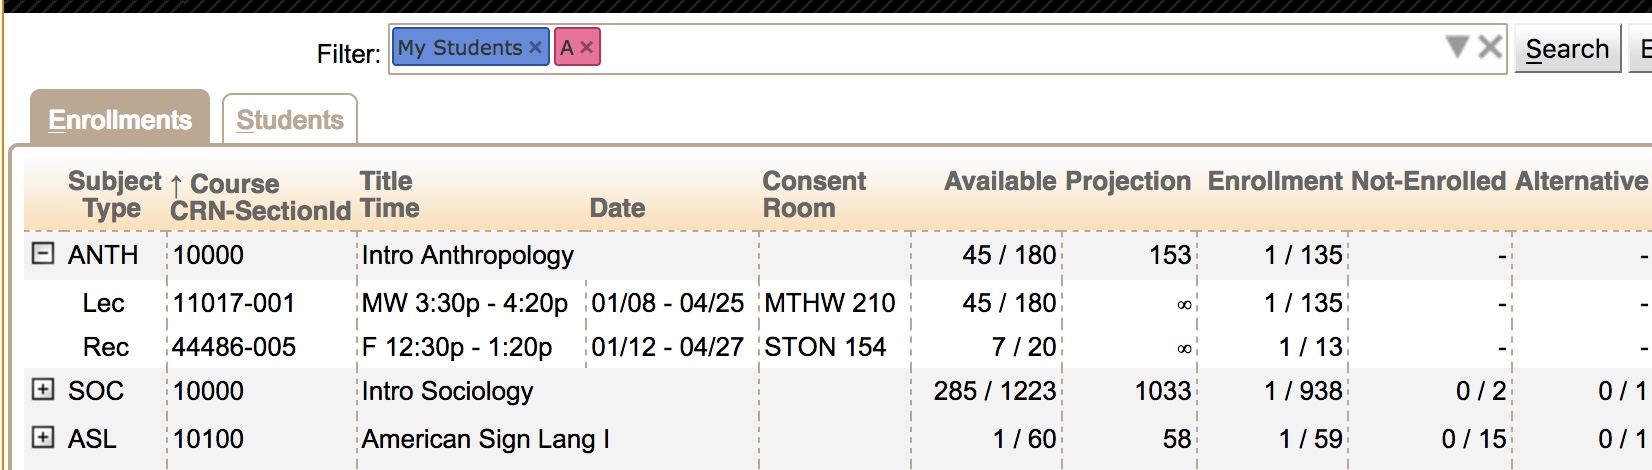 Filter: My Students × A × Search E
Enrollments Students
Subject ↑ Course Title Consent Available Projection Enrollment Not-Enrolled Alternative
Type CRN-SectionId Time Date Room
ANTH 10000 Intro Anthropology 45 / 180 153 1 / 135 - -
Lec 11017-001 MW 3:30p - 4:20p 01/08 - 04/25 MTHW 210 45 / 180 ∞ 1 / 135 - -
Rec 44486-005 F 12:30p - 1:20p 01/12 - 04/27 STON 154 7 / 20 ∞ 1 / 13 - -
SOC 10000 Intro Sociology 285 / 1223 1033 1 / 938 0 / 2 0 / 1
ASL 10100 American Sign Lang I 1 / 60 58 1 / 59 0 / 15 0 / 1